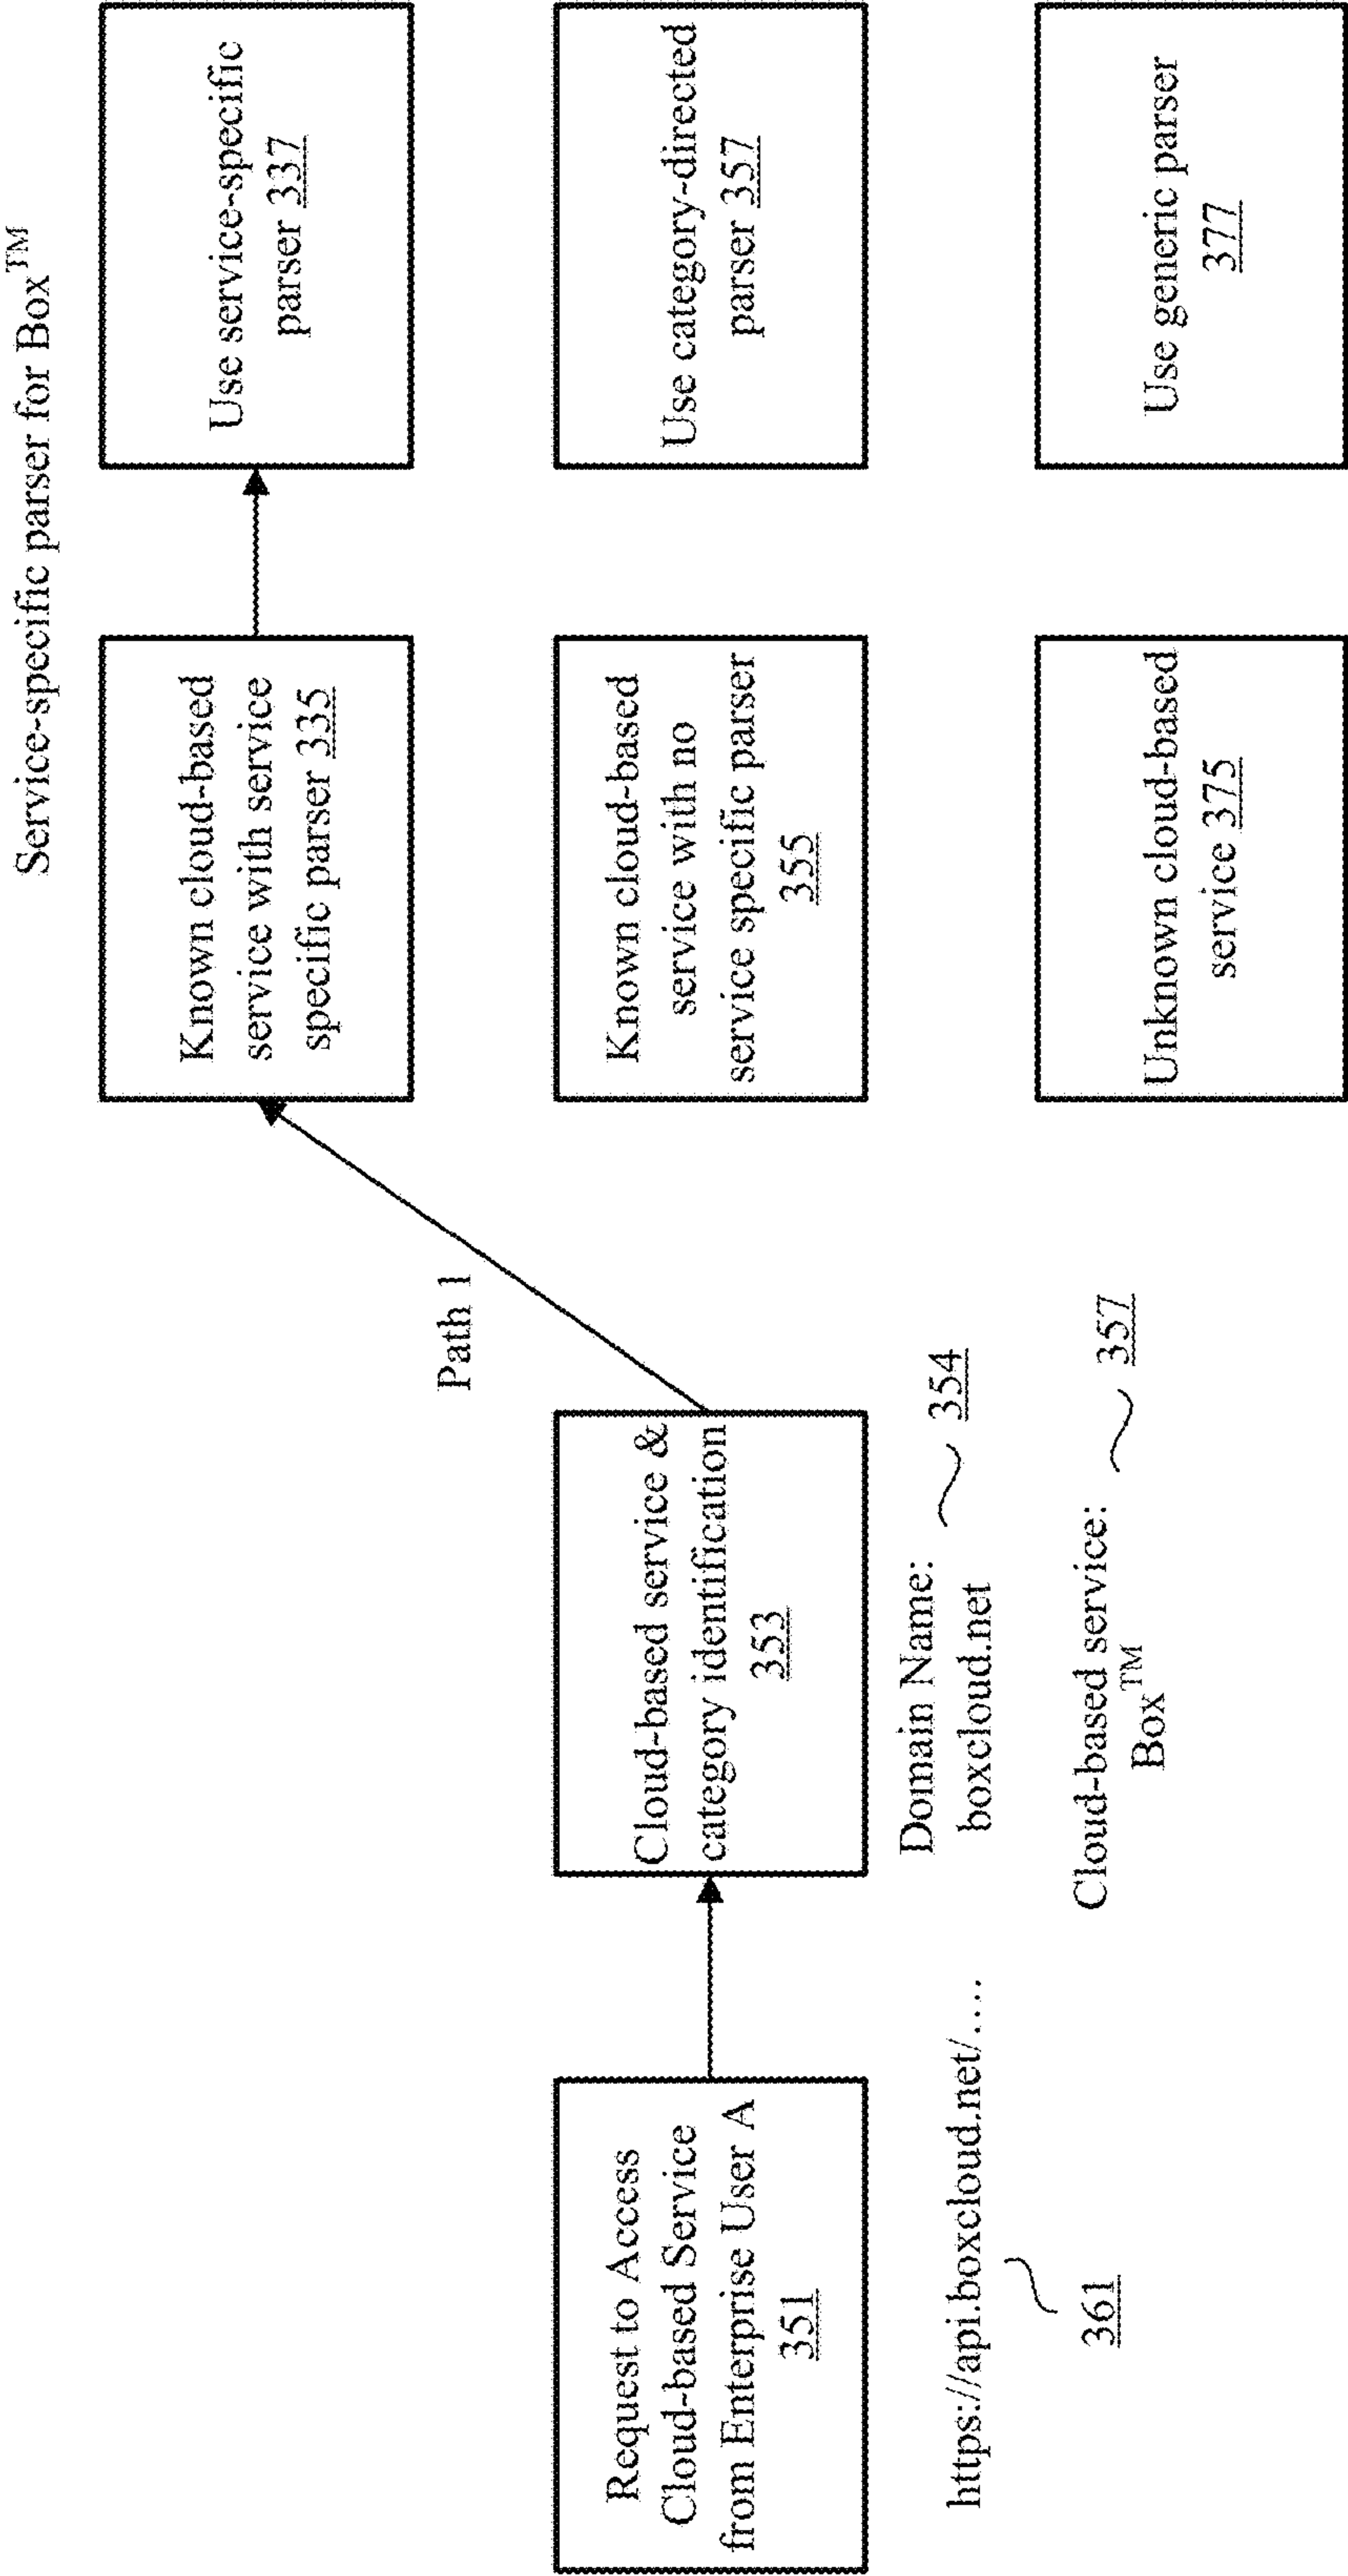 Service-specific parser for Box™
Request to Access
Cloud-based Service
from Enterprise User A
351
https://api.boxcloud.net/….
361
Cloud-based service &
category identification
353
Domain Name:
boxcloud.net
354
Cloud-based service:
Box™
357
Path 1
Known cloud-based
service with service
specific parser 335
Use service-specific
parser 337
Known cloud-based
service with no
service specific parser
355
Use category-directed
parser 357
Unknown cloud-based
service 375
Use generic parser
377